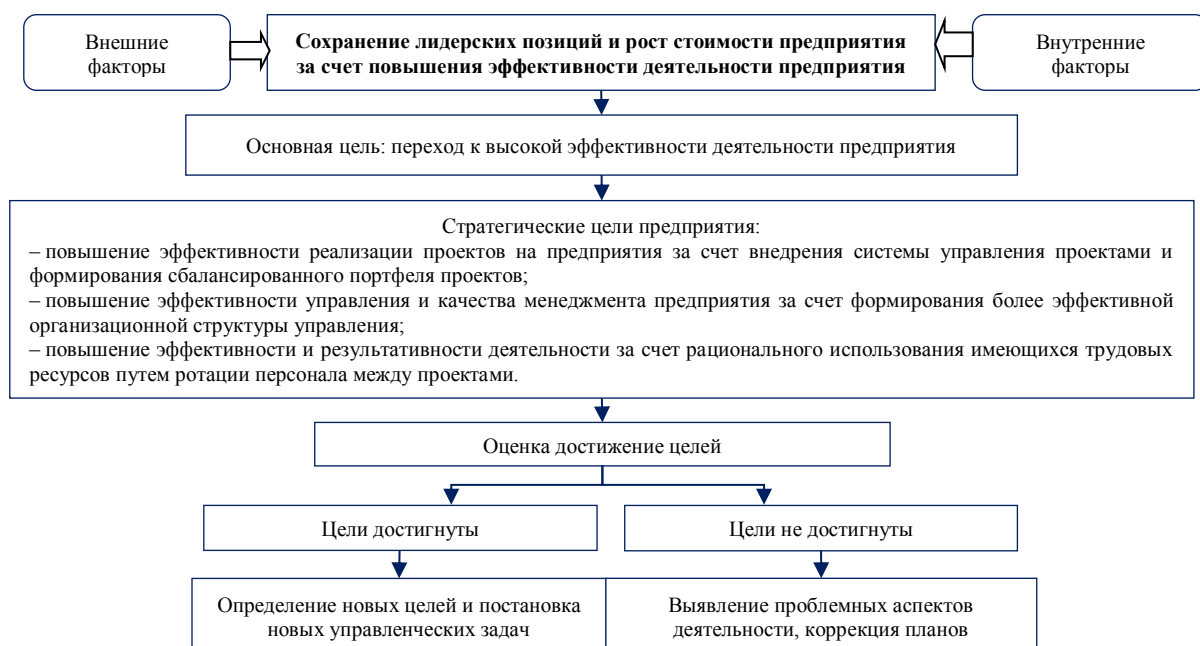 Внешние
факторы
Сохранение лидерских позиций и рост стоимости предприятия
за счет повышения эффективности деятельности предприятия
Внутренние
факторы
Основная цель: переход к высокой эффективности деятельности предприятия
Стратегические цели предприятия:
– повышение эффективности реализации проектов на предприятия за счет внедрения системы управления проектами и
формирования сбалансированного портфеля проектов;
– повышение эффективности управления и качества менеджмента предприятия за счет формирования более эффективной
организационной структуры управления;
– повышение эффективности и результативности деятельности за счет рационального использования имеющихся трудовых
ресурсов путем ротации персонала между проектами.
Оценка достижение целей
Цели достигнуты
Цели не достигнуты
Определение новых целей и постановка
новых управленческих задач
Выявление проблемных аспектов
деятельности, коррекция планов